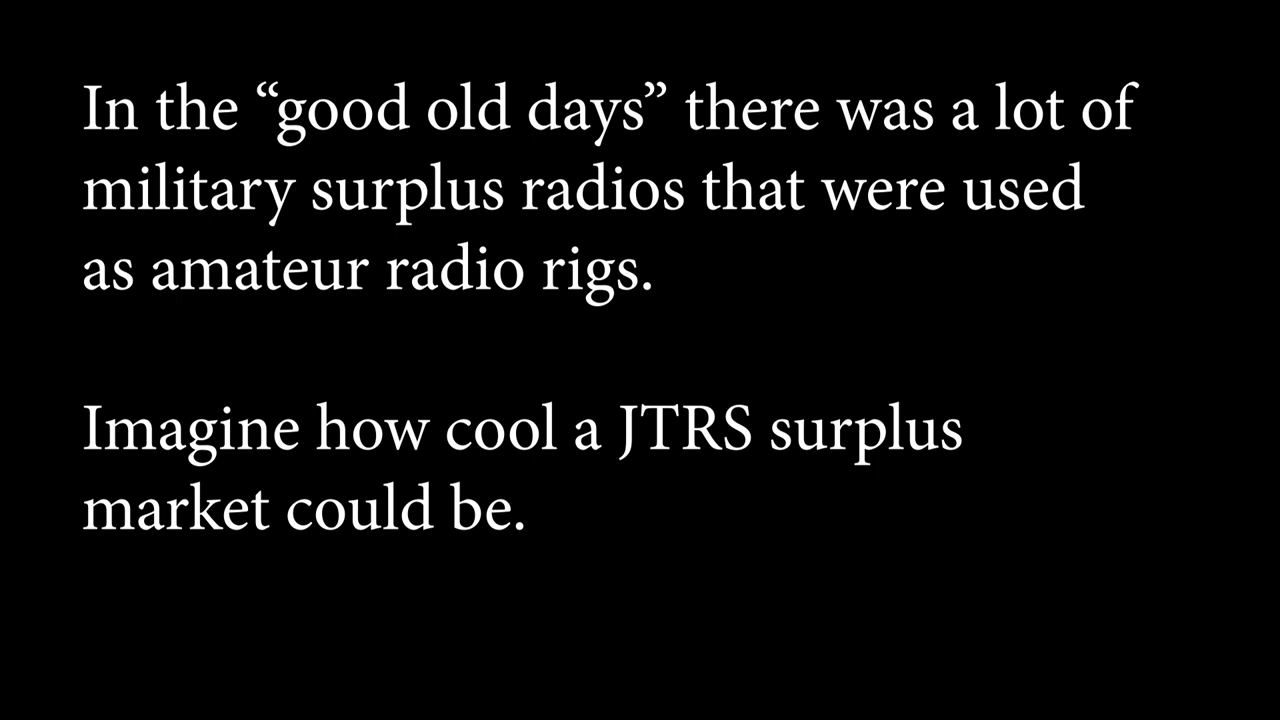 In the “good old days” there was a lot of
military surplus radios that were used
as amateur radio rigs.
Imagine how cool a JTRS surplus
market could be.